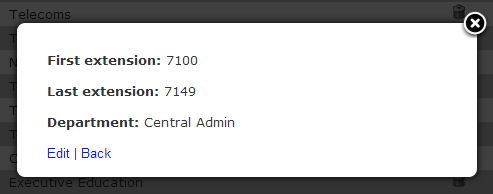 Telecoms
First extension: 7100
Last extension: 7149
Department: Central Admin
Edit | Back
Executive Education